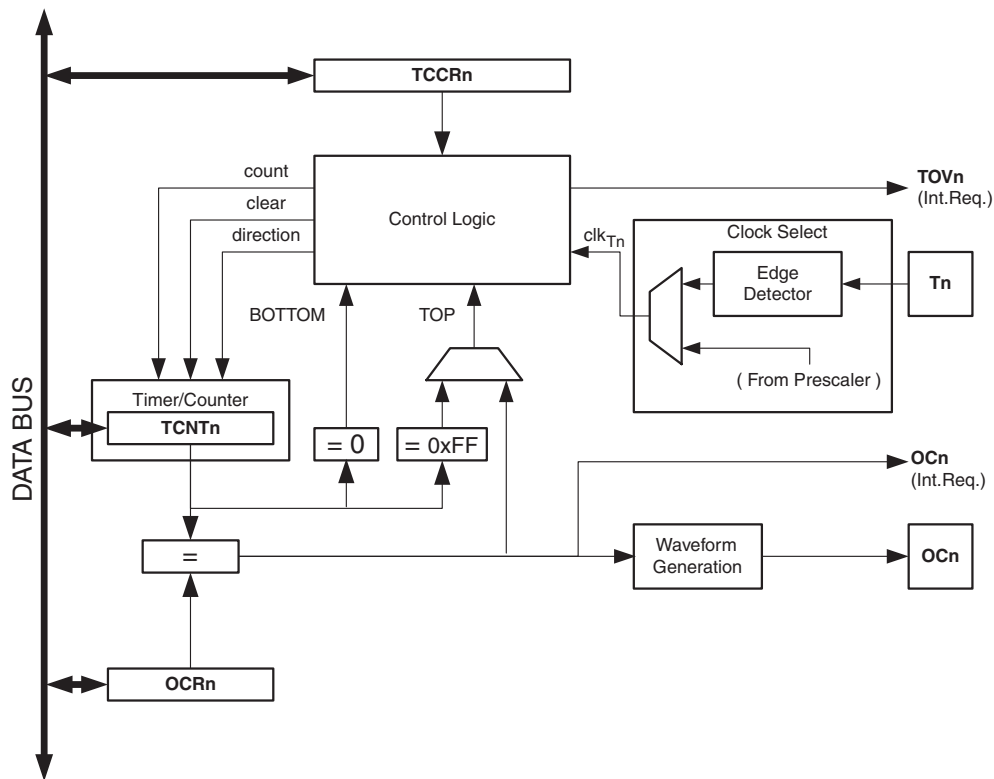 TCCRn
count
clear
direction
Control Logic
TOVn
(Int.Req.)
clkTn
Clock Select
Edge
Detector
Tn
( From Prescaler )
BOTTOM
TOP
Timer/Counter
TCNTn
= 0
= 0xFF
OCn
(Int.Req.)
=
Waveform
Generation
OCn
OCRn
DATA BUS